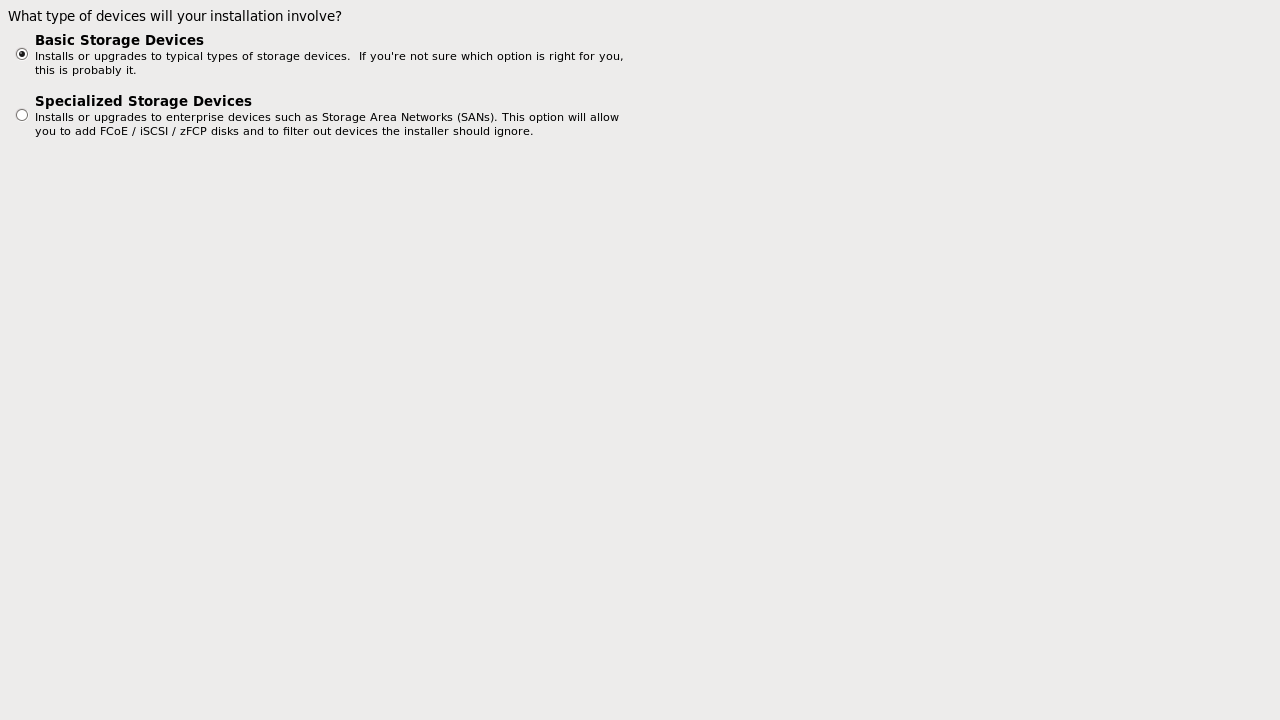 What type of devices will your installation involve?
Basic Storage Devices
Installs or upgrades to typical types of storage devices.  If you're not sure which option is right for you,
this is probably it.
Specialized Storage Devices
Installs or upgrades to enterprise devices such as Storage Area Networks (SANs). This option will allow
you to add FCoE / iSCSI / zFCP disks and to filter out devices the installer should ignore.